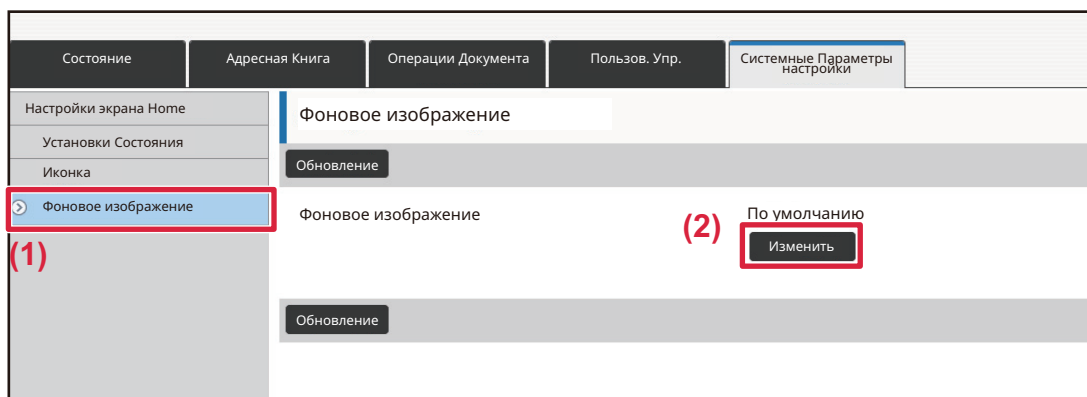 Состояние
Адресная Книга
Операции Документа
Пользов. Упр.
Системные Параметры
настройки
Настройки экрана Home
Установки Состояния
Иконка
Фоновое изображение
(1)
Фоновое изображение
Обновление
Фоновое изображение
По умолчанию
(2)
Изменить
Обновление